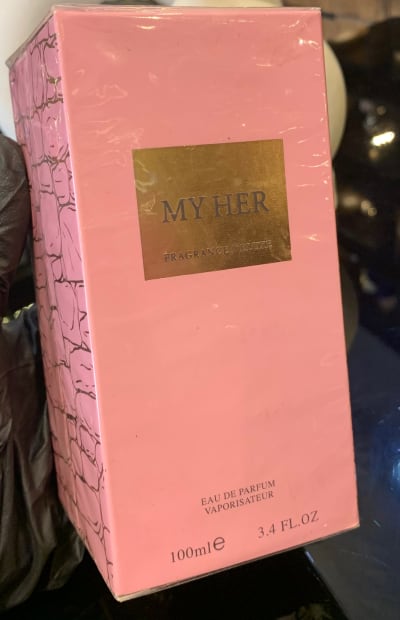 MY HER
FRAGRANCE
EAU DE PARFUM
VAPORISATEUR
100ml e 3.4 FL.OZ